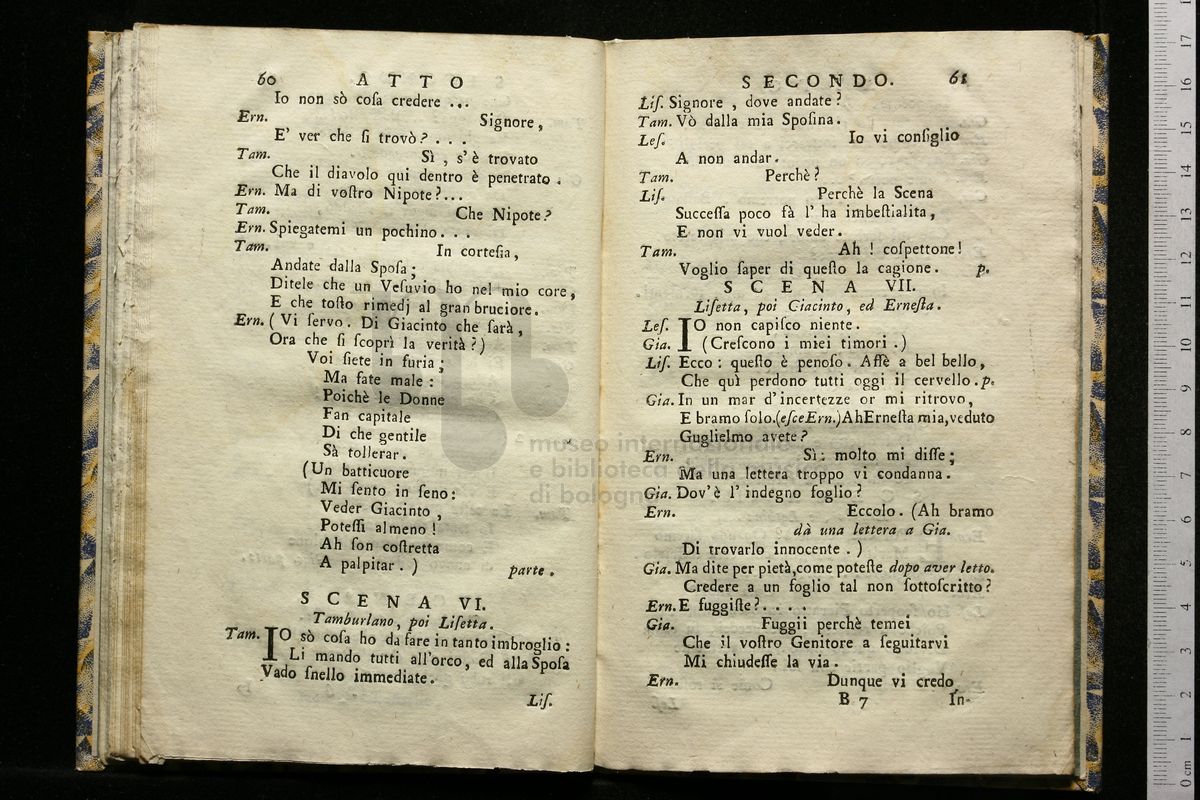 60 ATTO
Io non sò coſa credere ...
Ern. Signore,
E' ver che ſi trovò? . . .
Tam. Sì , s' è trovato
Che il diavolo qui dentro è penetrato .
Ern. Ma di voſtro Nipote?...
Tam. Che Nipote?
Ern. Spiegatemi un pochino. . .
Tam. In corteſia,
Andate dalla Spoſa;
Ditele che un Veſuvio ho nel mio core,
E che toſto rimedj al gran bruciore.
Ern. ( Vi ſervo. Di Giacinto che ſarà,
Ora che ſi ſcoprì la verità?)
Voi ſiete in furia;
Ma fate male :
Poichè le Donne
Fan capitale
Di che gentile
Sà tollerar.
(Un batticuore
Mi ſento in ſeno:
Veder Giacinto ,
Poteſſi almeno !
Ah ſon coſtretta
A palpitar. ) parte.
SCENA VI.
Tamburlano, poi Liſetta.
Tam. IO sò coſa ho da fare in tanto imbroglio :
Li mando tutti all'orco, ed alla Spoſa
Vado ſnello immediate.
Liſ.
SECONDO. 61
Liſ. Signore , dove andate?
Tam. Vò dalla mia Spoſina.
Leſ. Io vi conſiglio
A non andar.
Tam. Perchè?
Liſ. Perchè la Scena
Succeſſa poco fà l' ha imbeſtialita,
E non vi vuol veder.
Tam. Ah ! coſpettone!
Voglio ſaper di queſto la cagione. p.
SCENA VII.
Liſetta, poi Giacinto, ed Erneſta.
Leſ. IO non capiſco niente.
Gia. (Creſcono i miei timori .)
Liſ. Ecco: queſto è penoſo. Affè a bel bello,
Che quì perdono tutti oggi il cervello. p.
Gia. In un mar d'incertezze or mi ritrovo,
E bramo ſolo.(eſce Ern.) Ah Erneſta mia, veduto
Guglielmo avete?
Ern. Sì: molto mi diſſe;
Ma una lettera troppo vi condanna.
Gia. Dov'è l' indegno foglio?
Ern. Eccolo. (Ah bramo
dà una lettera a Gia.
Di trovarlo innocente . )
Gia. Ma dite per pietà, come poteſte dopo aver letto.
Credere a un foglio tal non ſottoſcritto?
Ern. E fuggiſte?. . . .
Gia. Fuggii perchè temei
Che il voſtro Genitore a ſeguitarvi
Mi chiudeſſe la via.
Ern. Dunque vi credo
B 7 In-
museo internazionale
e biblioteca della
di bologna